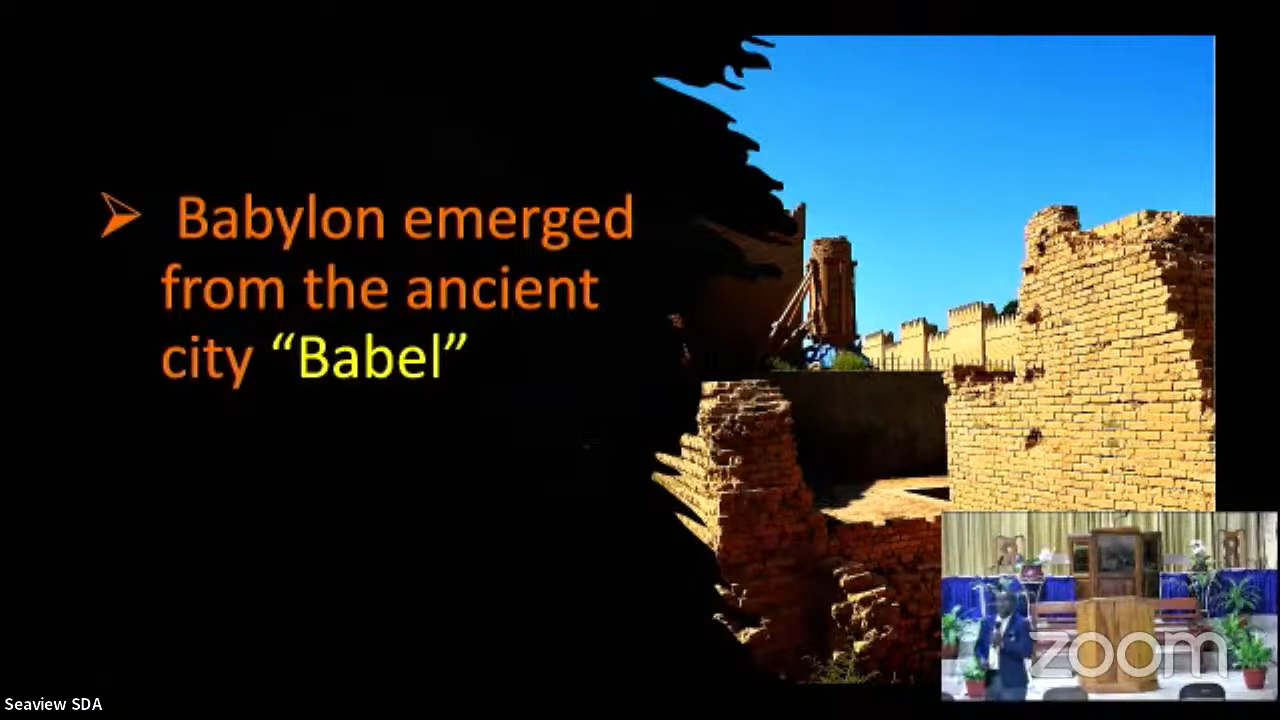 Babylon emerged
from the ancient
city “Babel”
zoom
Seaview SDA